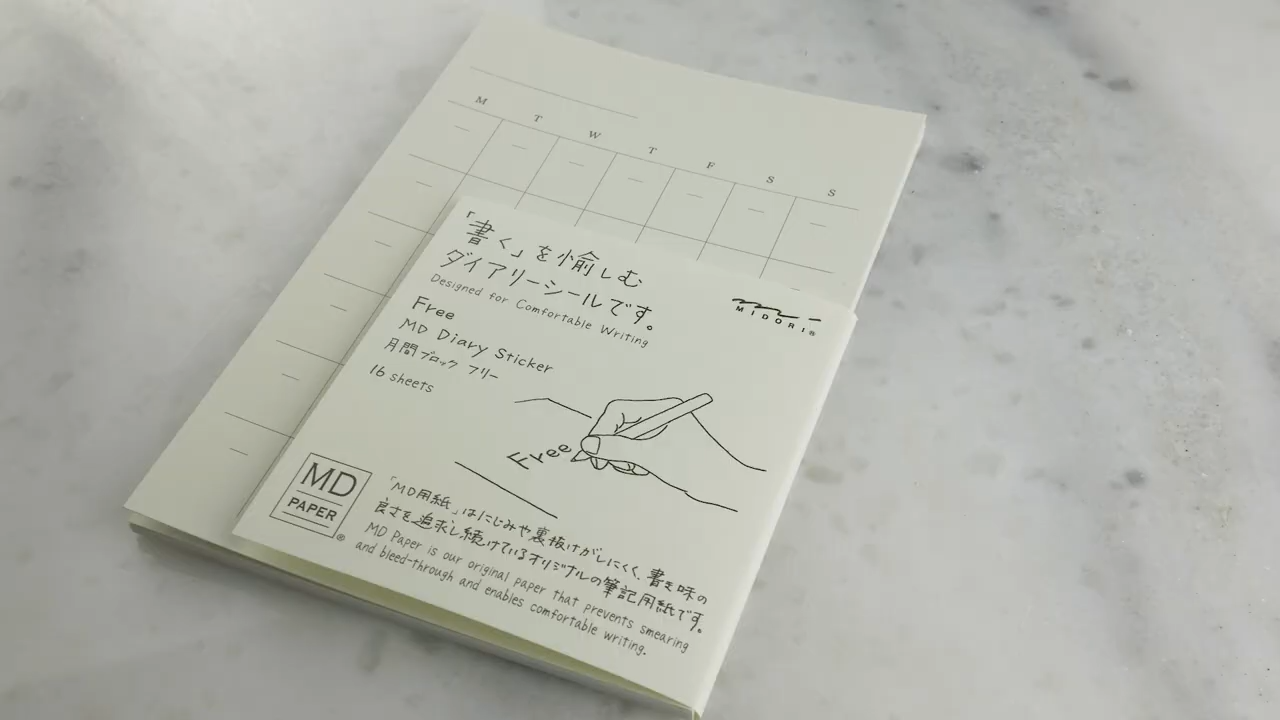 M T W T F S S
「書く」を愉しむ
ダイアリーシールです。
Designed for Comfortable Writing
MIDORI®
Free
MD Diary Sticker
月間ブロック フリー
16 sheets
Free
MD
PAPER
®
「MD用紙」はにじみや裏抜けがしにくく、書き味の
良さを追求し続けているオリジナルの筆記用紙です。
MD Paper is our original paper that prevents smearing
and bleed-through and enables comfortable writing.